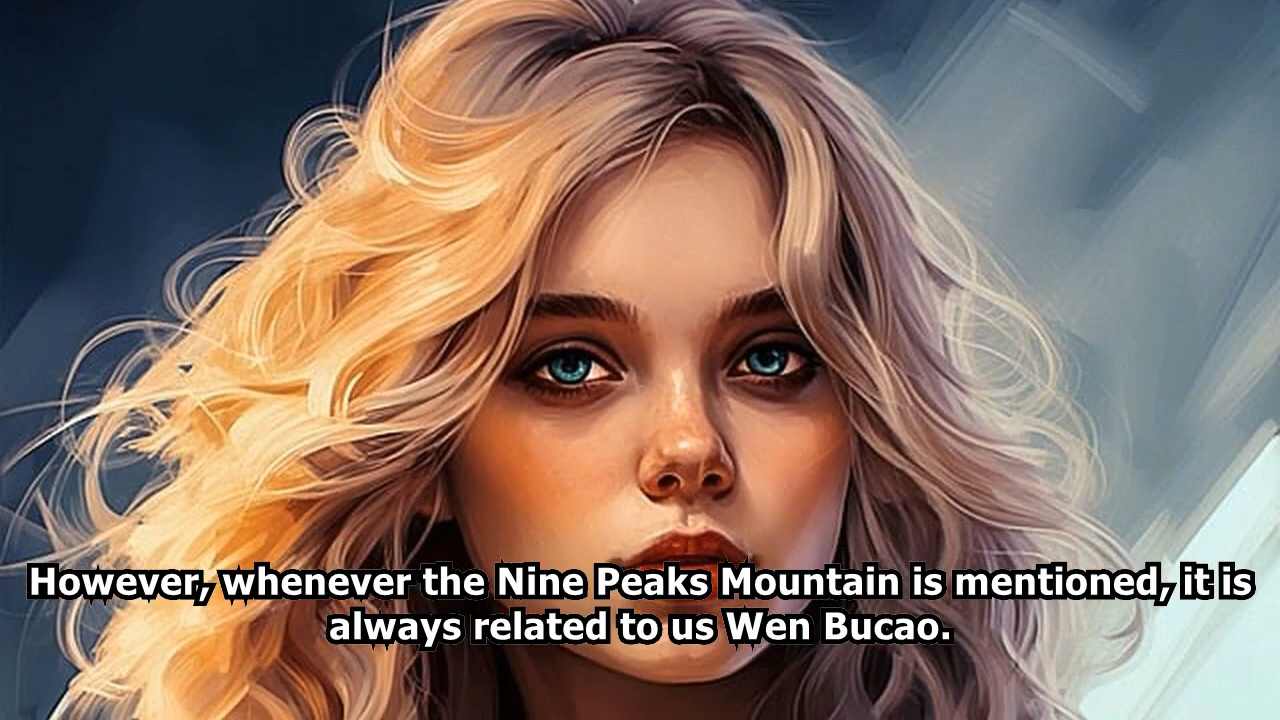 However, whenever the Nine Peaks Mountain is mentioned, it is
always related to us Wen Bucao.